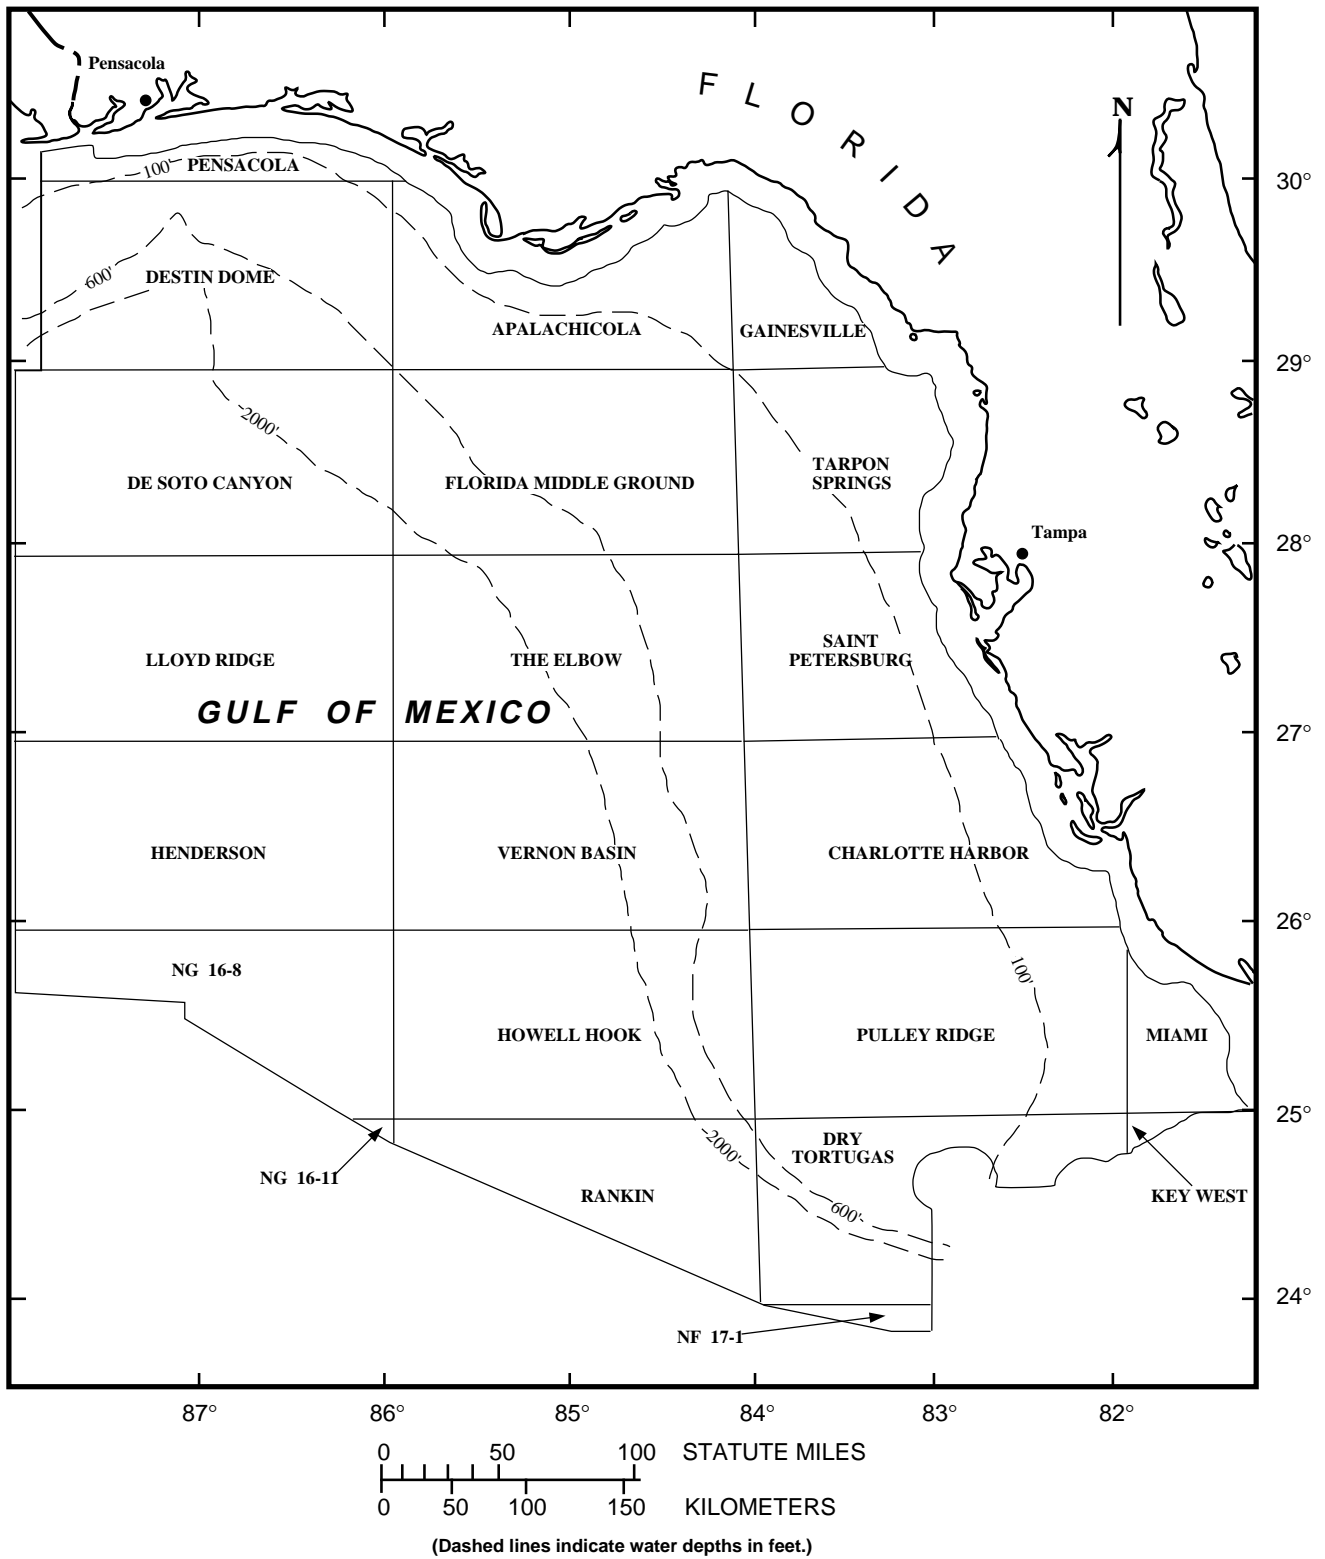 Pensacola
F L O R I D A
N
100'
PENSACOLA
30°
600'
DESTIN DOME
APALACHICOLA
GAINESVILLE
29°
2000'
DE SOTO CANYON
FLORIDA MIDDLE GROUND
TARPON
SPRINGS
Tampa
28°
LLOYD RIDGE
THE ELBOW
SAINT
PETERSBURG
GULF OF MEXICO
27°
HENDERSON
VERNON BASIN
CHARLOTTE HARBOR
26°
NG 16-8
100'
HOWELL HOOK
PULLEY RIDGE
MIAMI
25°
2000'
DRY
TORTUGAS
NG 16-11
RANKIN
600'
KEY WEST
24°
NF 17-1
87° 86° 85° 84° 83° 82°
0 50 100 STATUTE MILES
0 50 100 150 KILOMETERS
(Dashed lines indicate water depths in feet.)